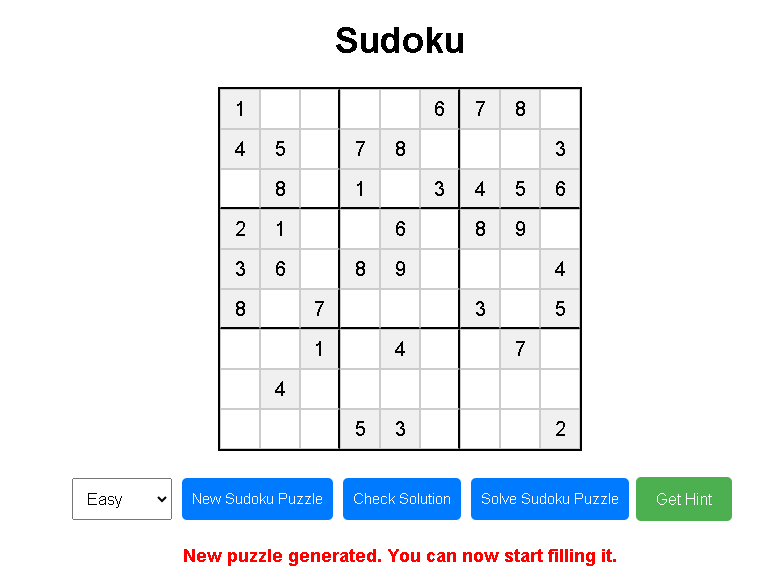 Sudoku
1 6 7 8
4 5 7 8 3
8 1 3 4 5 6
2 1 6 8 9
3 6 8 9 4
8 7 3 5
1 4 7
4
5 3 2
Easy New Sudoku Puzzle Check Solution Solve Sudoku Puzzle Get Hint
New puzzle generated. You can now start filling it.